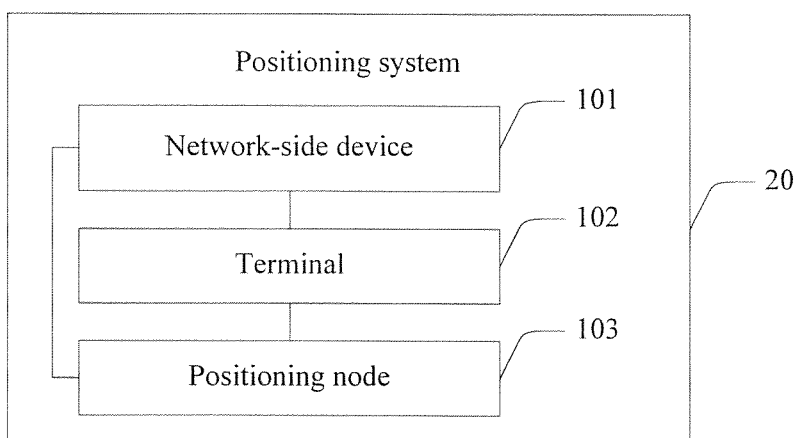 Positioning system
101
Network-side device
20
102
Terminal
103
Positioning node